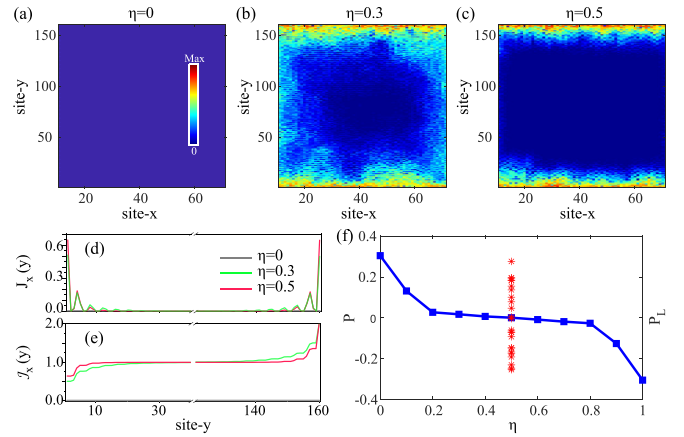 (a) η=0
(b) η=0.3
(c) η=0.5
site-y
150
100
50
Max
0
20 40 60
site-x
site-y
150
100
50
20 40 60
site-x
site-y
150
100
50
20 40 60
site-x
(d)
J_x (y)
0.6
0.3
0.0
η=0
η=0.3
η=0.5
(e)
𝒥_x (y)
2.0
1.0
0.0
10 30 140 160
site-y
(f)
P
0.4
0.2
0
-0.2
-0.4
P_L
0 0.2 0.4 0.6 0.8 1
η